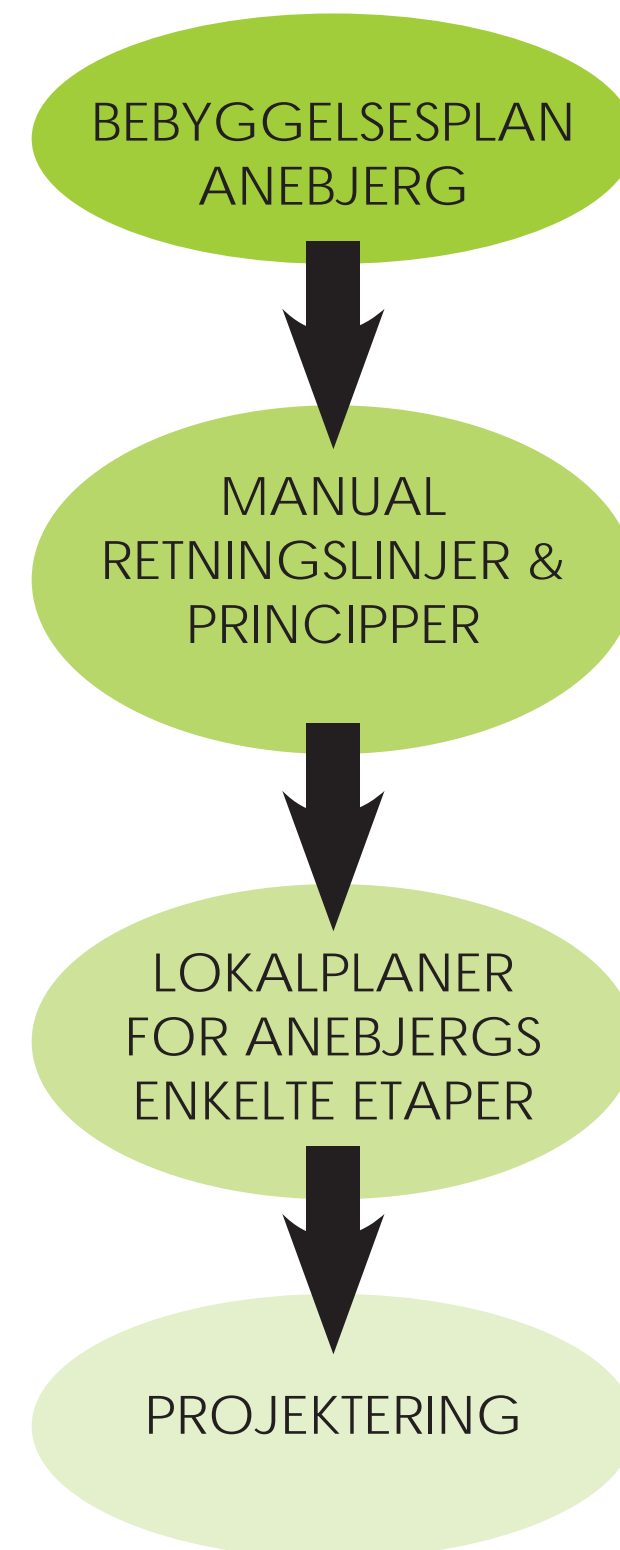 BEBYGGELSESPLAN
ANEBJERG
MANUAL
RETNINGSLINJER &
PRINCIPPER
LOKALPLANER
FOR ANEBJERGS
ENKELTE ETAPER
PROJEKTERING